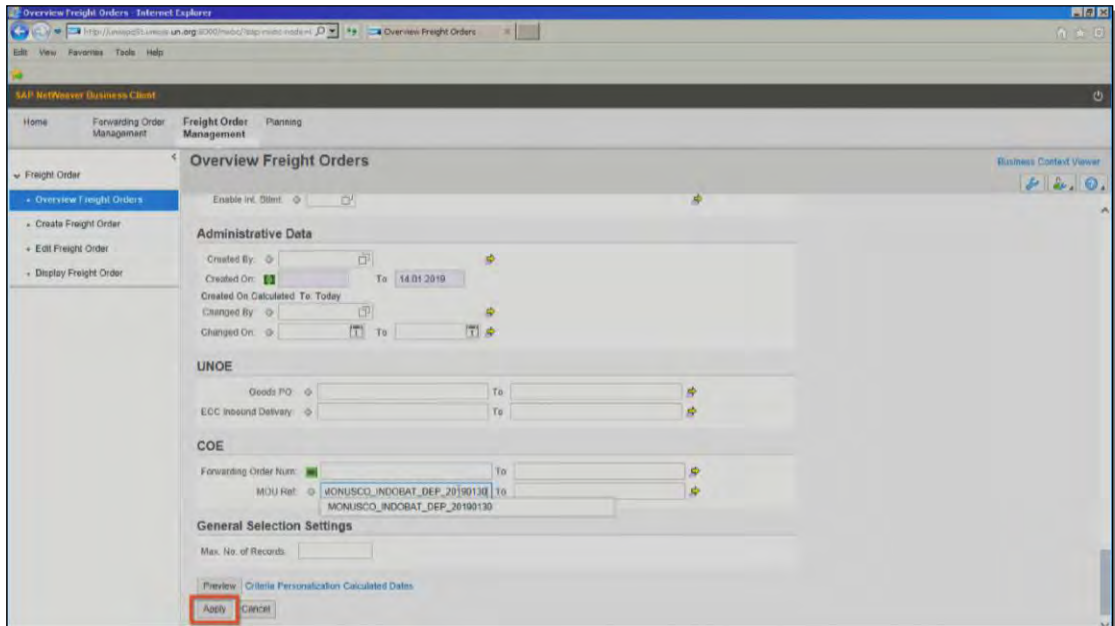 Overview Freight Orders - Internet Explorer
Overview Freight Orders
Edit View Favorites Tools Help
SAP NetWeaver Business Client
Home Forwarding Order Management Freight Order Management Planning
Overview Freight Orders
Business Context Viewer
Freight Order
Overview Freight Orders
Create Freight Order
Edit Freight Order
Display Freight Order
Administrative Data
Created By:
Created On: To 14.01.2019
Created On Calculated To: Today
Changed By
Changed On: To
UNOE
Goods PO To
ECC Inbound Delivery To
COE
Forwarding Order Num: To
MOU Ref: MONUSCO_INDOBAT_DEP_20190130 To
MONUSCO_INDOBAT_DEP_20190130
General Selection Settings
Max. No. of Records
Preview Criteria Personalization Calculated Dates
Apply Cancel